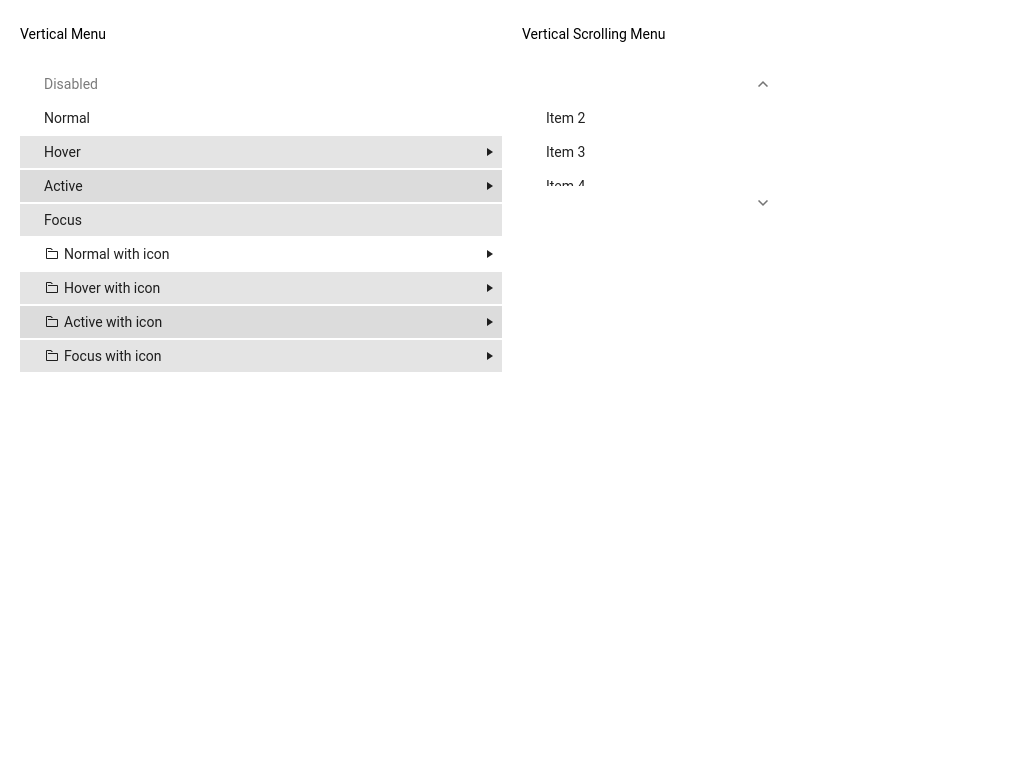 Vertical Menu
Disabled
Normal
Hover
Active
Focus
Normal with icon
Hover with icon
Active with icon
Focus with icon
Vertical Scrolling Menu
Item 2
Item 3
Item 4